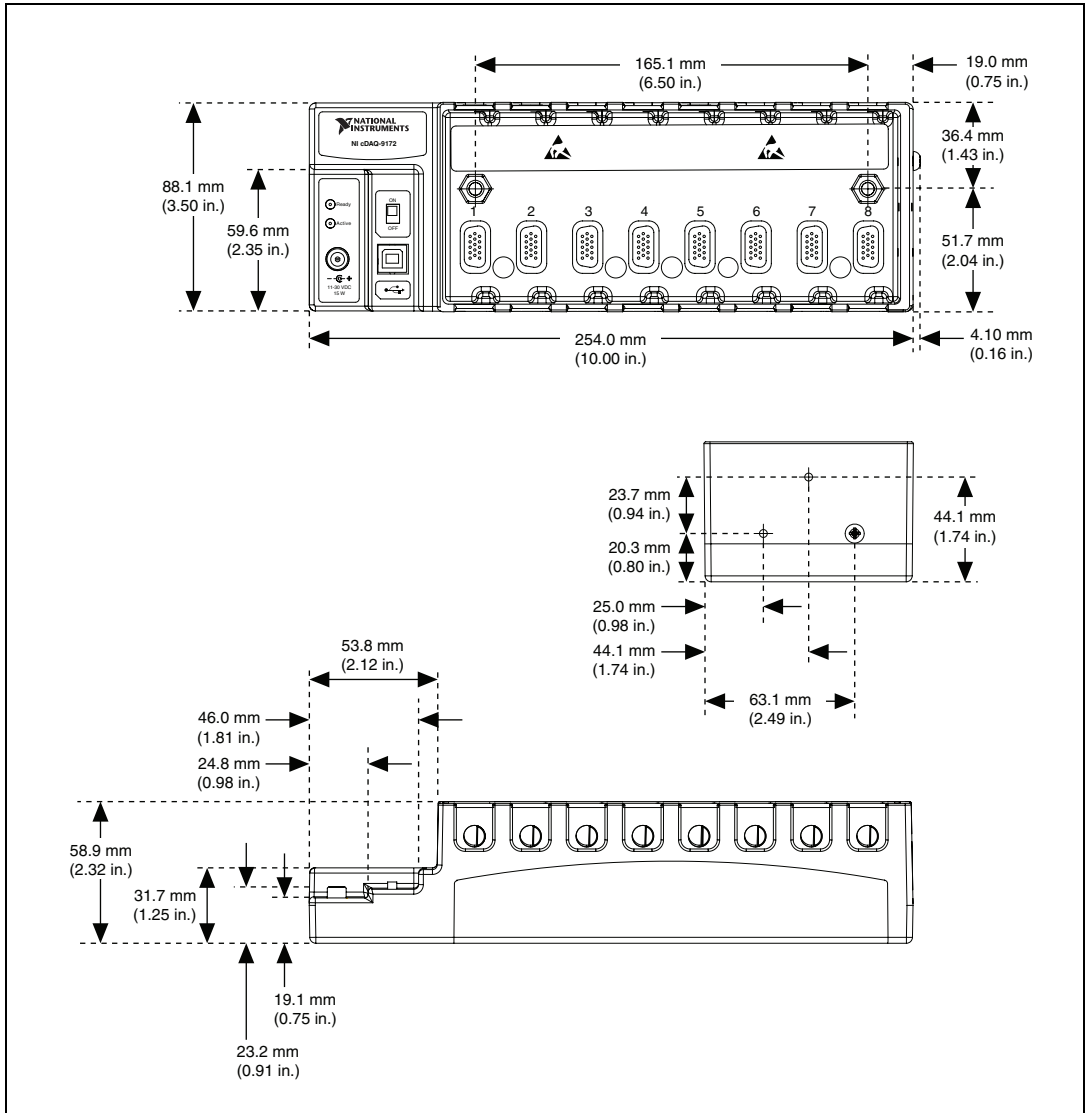 165.1 mm
(6.50 in.)
19.0 mm
(0.75 in.)
NATIONAL
INSTRUMENTS
NI cDAQ-9172
36.4 mm
(1.43 in.)
88.1 mm
(3.50 in.)
59.6 mm
(2.35 in.)
Ready
Active
ON
OFF
11-30 VDC
15 W
1 2 3 4 5 6 7 8
51.7 mm
(2.04 in.)
254.0 mm
(10.00 in.)
4.10 mm
(0.16 in.)
23.7 mm
(0.94 in.)
20.3 mm
(0.80 in.)
44.1 mm
(1.74 in.)
25.0 mm
(0.98 in.)
44.1 mm
(1.74 in.)
63.1 mm
(2.49 in.)
53.8 mm
(2.12 in.)
46.0 mm
(1.81 in.)
24.8 mm
(0.98 in.)
58.9 mm
(2.32 in.)
31.7 mm
(1.25 in.)
19.1 mm
(0.75 in.)
23.2 mm
(0.91 in.)